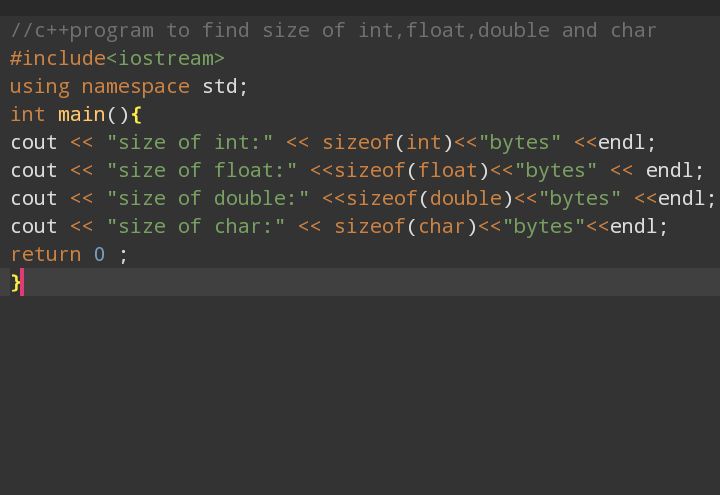 //c++program to find size of int,float,double and char
#include<iostream>
using namespace std;
int main(){
cout << "size of int:" << sizeof(int)<<"bytes" <<endl;
cout << "size of float:" <<sizeof(float)<<"bytes" << endl;
cout << "size of double:" <<sizeof(double)<<"bytes" <<endl;
cout << "size of char:" << sizeof(char)<<"bytes"<<endl;
return 0 ;
}